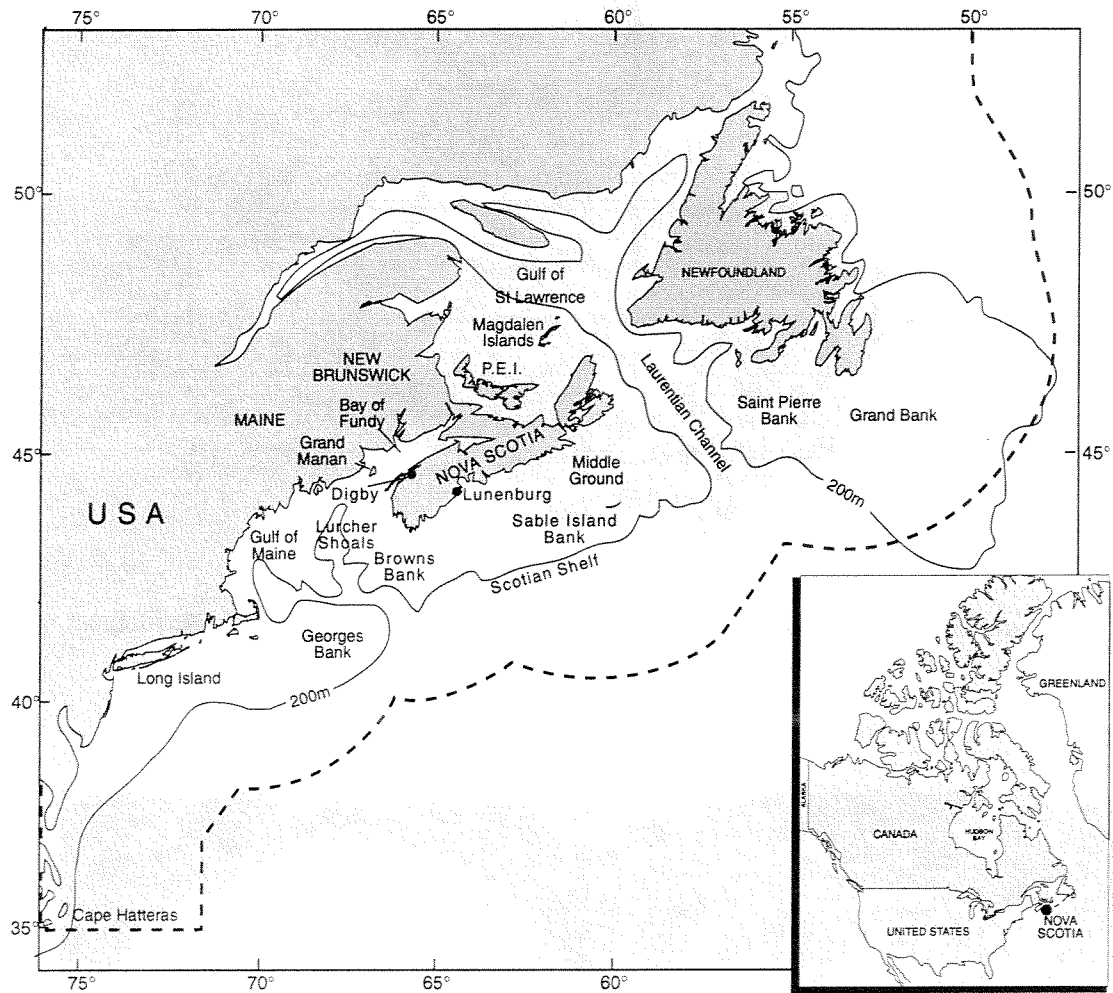 75°
70°
65°
60°
55°
50°
50°
50°
NEWFOUNDLAND
Gulf of
St Lawrence
Magdalen
Islands
P.E.I.
NEW
BRUNSWICK
Laurentian Channel
Saint Pierre
Bank
Grand Bank
MAINE
Bay of
Fundy
Grand
Manan
NOVA SCOTIA
45°
45°
Middle
Ground
Digby
Lunenburg
200m
USA
Sable Island
Bank
Gulf of
Maine
Lurcher
Shoals
Browns
Bank
Scotian Shelf
Georges
Bank
Long Island
200m
40°
Cape Hatteras
35°
75°
70°
65°
60°
GREENLAND
ALASKA
CANADA
HUDSON
BAY
UNITED STATES
NOVA
SCOTIA